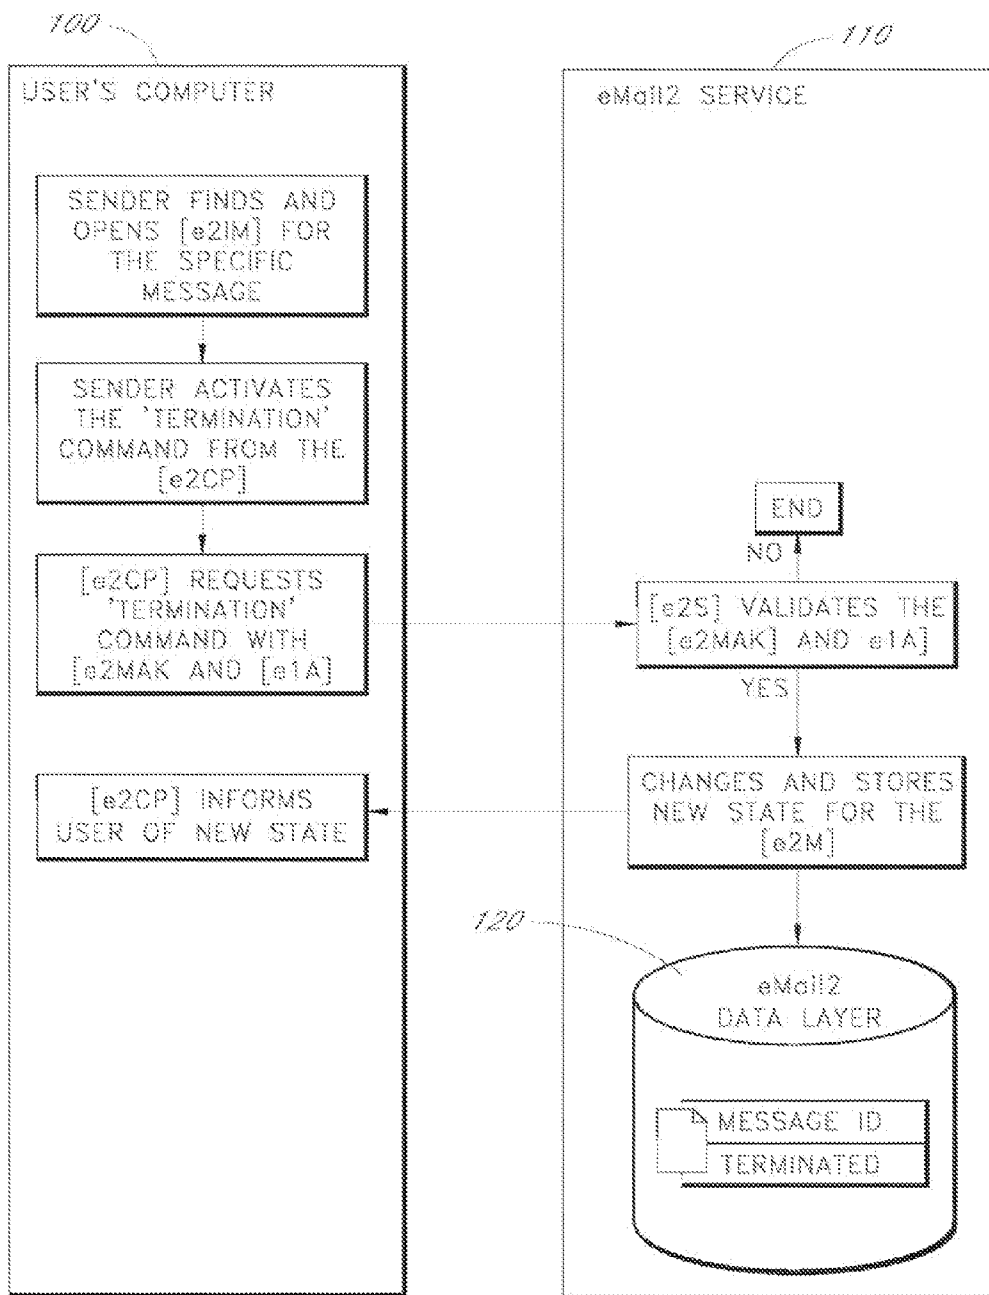 100
USER'S COMPUTER
SENDER FINDS AND
OPENS [e2IM] FOR
THE SPECIFIC
MESSAGE
SENDER ACTIVATES
THE 'TERMINATION'
COMMAND FROM THE
[e2CP]
[e2CP] REQUESTS
'TERMINATION'
COMMAND WITH
[e2MAK AND [e1A]
[e2CP] INFORMS
USER OF NEW STATE
110
eMail2 SERVICE
END
NO
[e2S] VALIDATES THE
[e2MAK] AND e1A]
YES
CHANGES AND STORES
NEW STATE FOR THE
[e2M]
120
eMail2
DATA LAYER
MESSAGE ID
TERMINATED